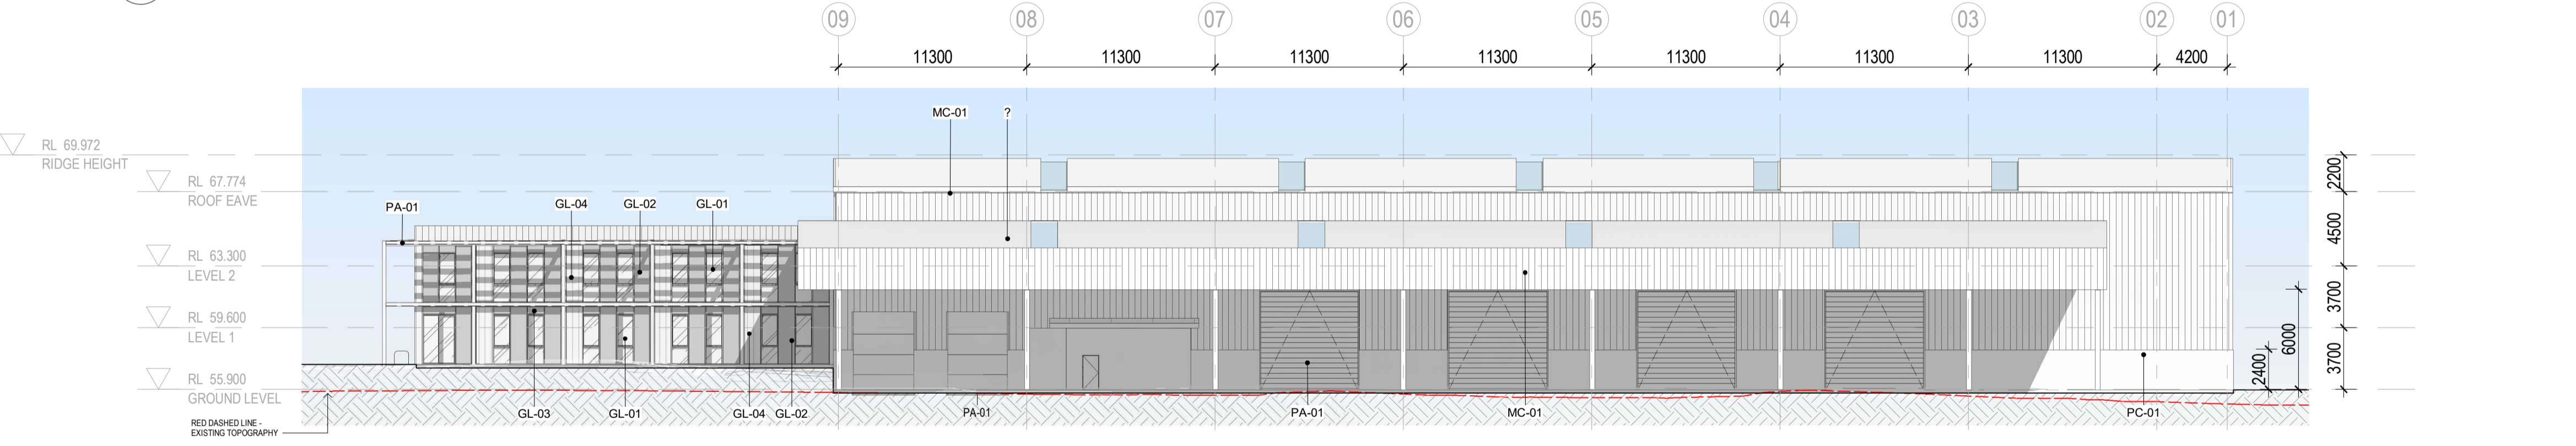 09 08 07 06 05 04 03 02 01
11300 11300 11300 11300 11300 11300 11300 4200
MC-01 ?
RL 69.972
RIDGE HEIGHT
2200
RL 67.774
ROOF EAVE
PA-01 GL-04 GL-02 GL-01
4500
RL 63.300
LEVEL 2
3700
RL 59.600
LEVEL 1
6000
2400
3700
RL 55.900
GROUND LEVEL
GL-03 GL-01 GL-04 GL-02 PA-01 PA-01 MC-01 PC-01
RED DASHED LINE -
EXISTING TOPOGRAPHY